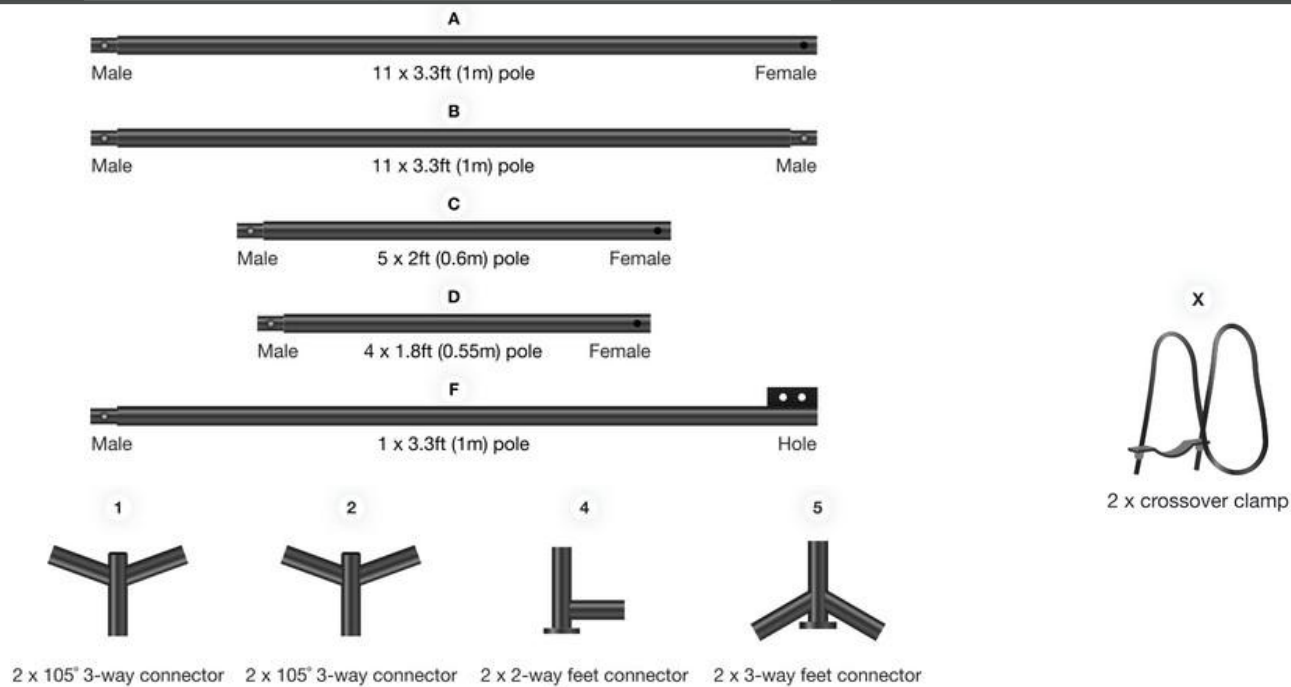 A
Male 11 x 3.3ft (1m) pole Female
B
Male 11 x 3.3ft (1m) pole Male
C
Male 5 x 2ft (0.6m) pole Female
D
Male 4 x 1.8ft (0.55m) pole Female
F
Male 1 x 3.3ft (1m) pole Hole
X
2 x crossover clamp
1 2 4 5
2 x 105° 3-way connector 2 x 105° 3-way connector 2 x 2-way feet connector 2 x 3-way feet connector